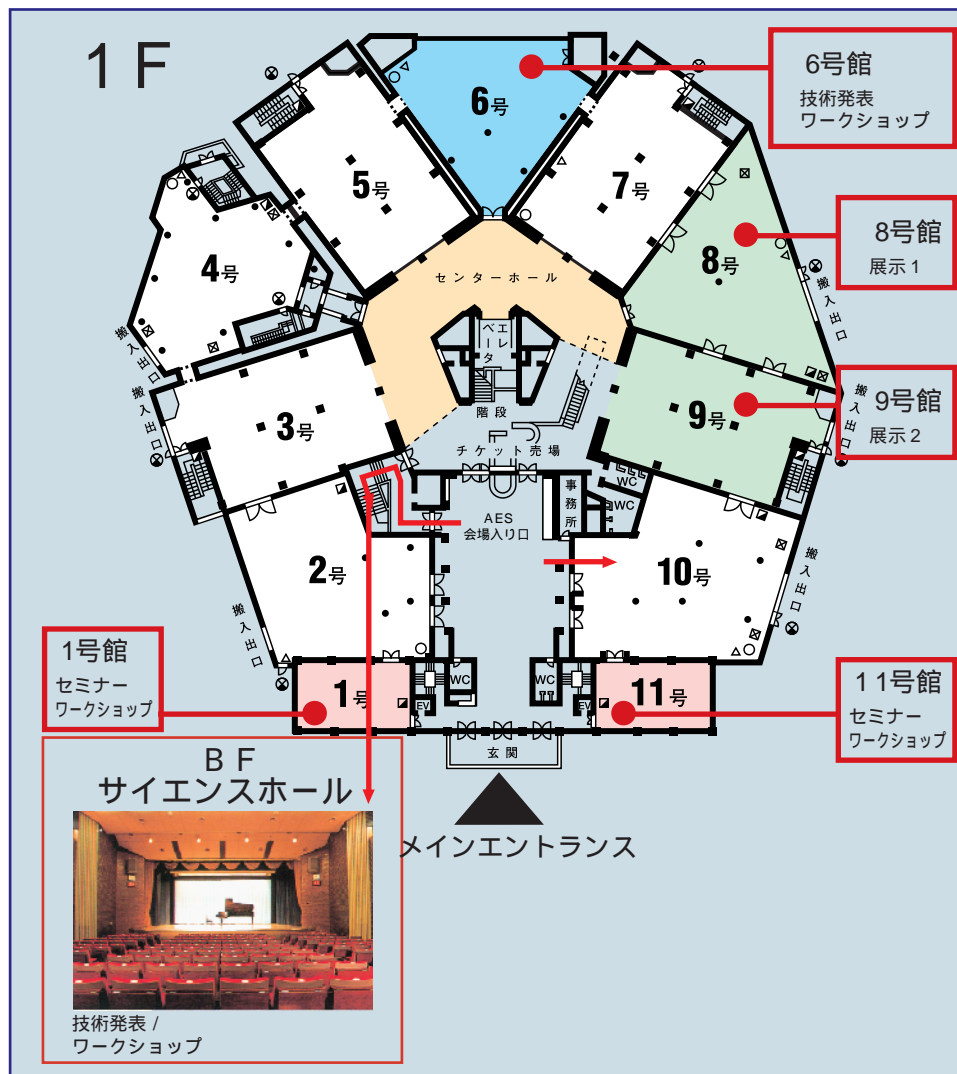 1F
6号館
技術発表
ワークショップ
6号
5号
7号
8号館
展示1
4号
8号
センターホール
搬入出口
エレベータ
搬入出口
搬入出口
階段
9号館
展示2
3号
9号
搬入出口
チケット売場
WC
WC
事務所
AES
会場入り口
2号
10号
搬入出口
搬入出口
1号館
セミナー
ワークショップ
1号
EV
WC
WC
EV
11号
11号館
セミナー
ワークショップ
玄関
メインエントランス
BF
サイエンスホール
技術発表 /
ワークショップ